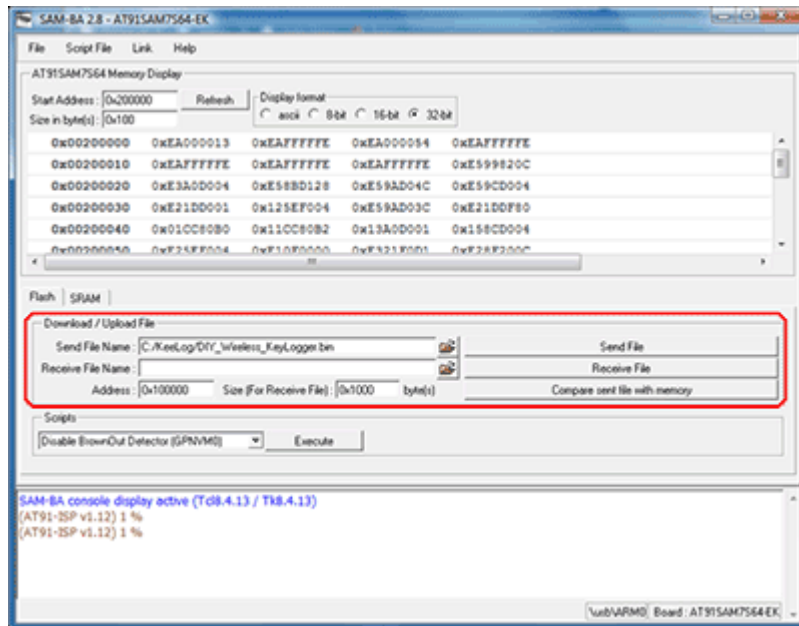 SAM-BA 2.8 - AT91SAM7S64-EK
File Script File Link Help
AT91SAM7S64 Memory Display
Start Address : 0x200000 Refresh Display format
Size in byte(s) : 0x100 ascii 8-bit 16-bit 32-bit
0x00200000 0xEA000013 0xEAFFFFFE 0xEA000054 0xEAFFFFFE
0x00200010 0xEAFFFFFE 0xEAFFFFFE 0xEAFFFFFE 0xE599820C
0x00200020 0xE3A0D004 0xE58BD128 0xE59AD04C 0xE59CD004
0x00200030 0xE21DD001 0x125EF004 0xE59AD03C 0xE21DDF80
0x00200040 0x01CC80B0 0x11CC80B2 0x13A0D001 0x158CD004
0x00200050 0xE25EF004 0xE10F0000 0xE321F0D1 0xE28F200C
Flash SRAM
Download / Upload File
Send File Name : C:/KeeLog/DIY_Wireless_KeyLogger.bin Send File
Receive File Name : Receive File
Address : 0x100000 Size (For Receive File) : 0x1000 byte(s) Compare sent file with memory
Scripts
Disable BrownOut Detector (GPNVM0) Execute
SAM-BA console display active (Tcl8.4.13 / Tk8.4.13)
(AT91-ISP v1.12) 1 %
(AT91-ISP v1.12) 1 %
\usb\ARM0 Board : AT91SAM7S64-EK